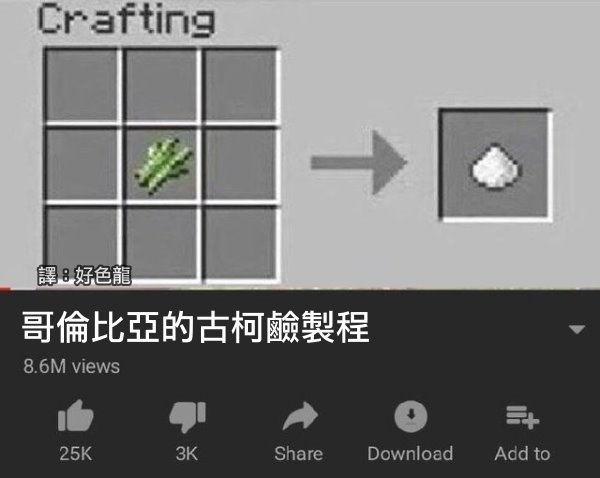 Crafting
譯：好色龍
哥倫比亞的古柯鹼製程
8.6M views
25K
3K
Share
Download
Add to